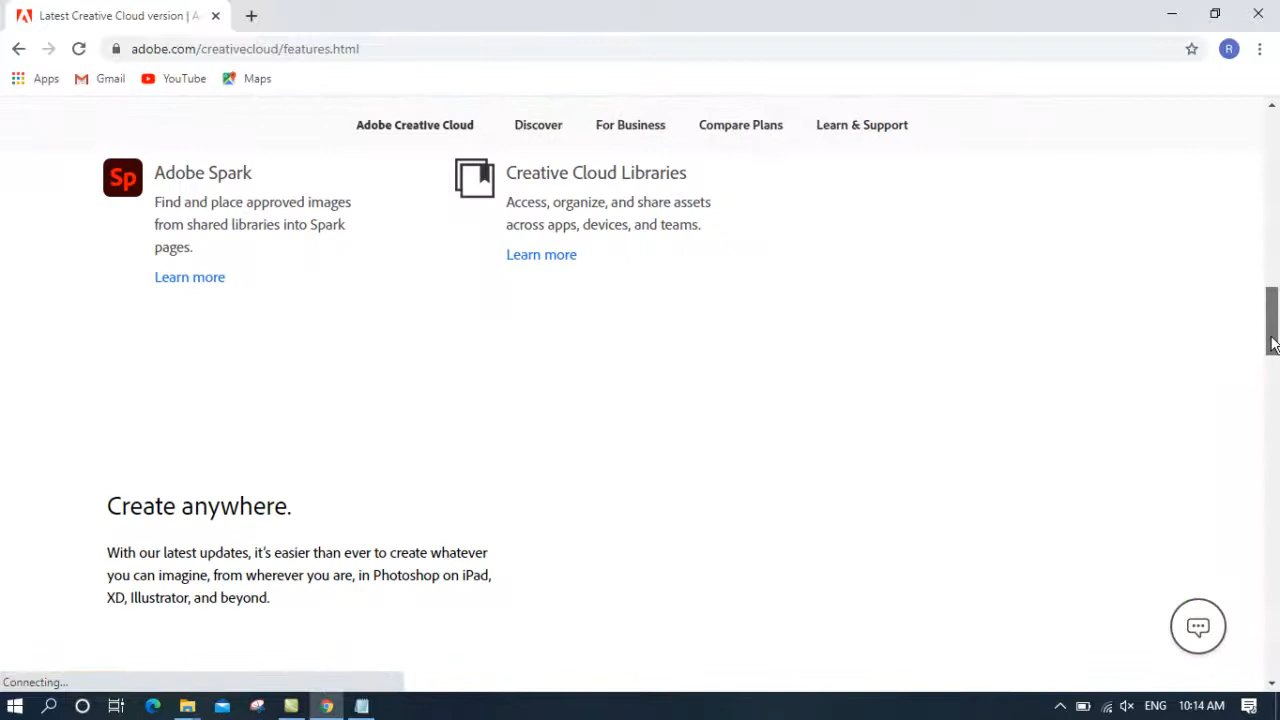 Latest Creative Cloud version | A
adobe.com/creativecloud/features.html
R
Apps
Gmail
YouTube
Maps
Adobe Creative Cloud
Discover
For Business
Compare Plans
Learn & Support
Sp
Adobe Spark
Find and place approved images
from shared libraries into Spark
pages.
Learn more
Creative Cloud Libraries
Access, organize, and share assets
across apps, devices, and teams.
Learn more
Create anywhere.
With our latest updates, it's easier than ever to create whatever
you can imagine, from wherever you are, in Photoshop on iPad,
XD, Illustrator, and beyond.
Connecting...
ENG
10:14 AM